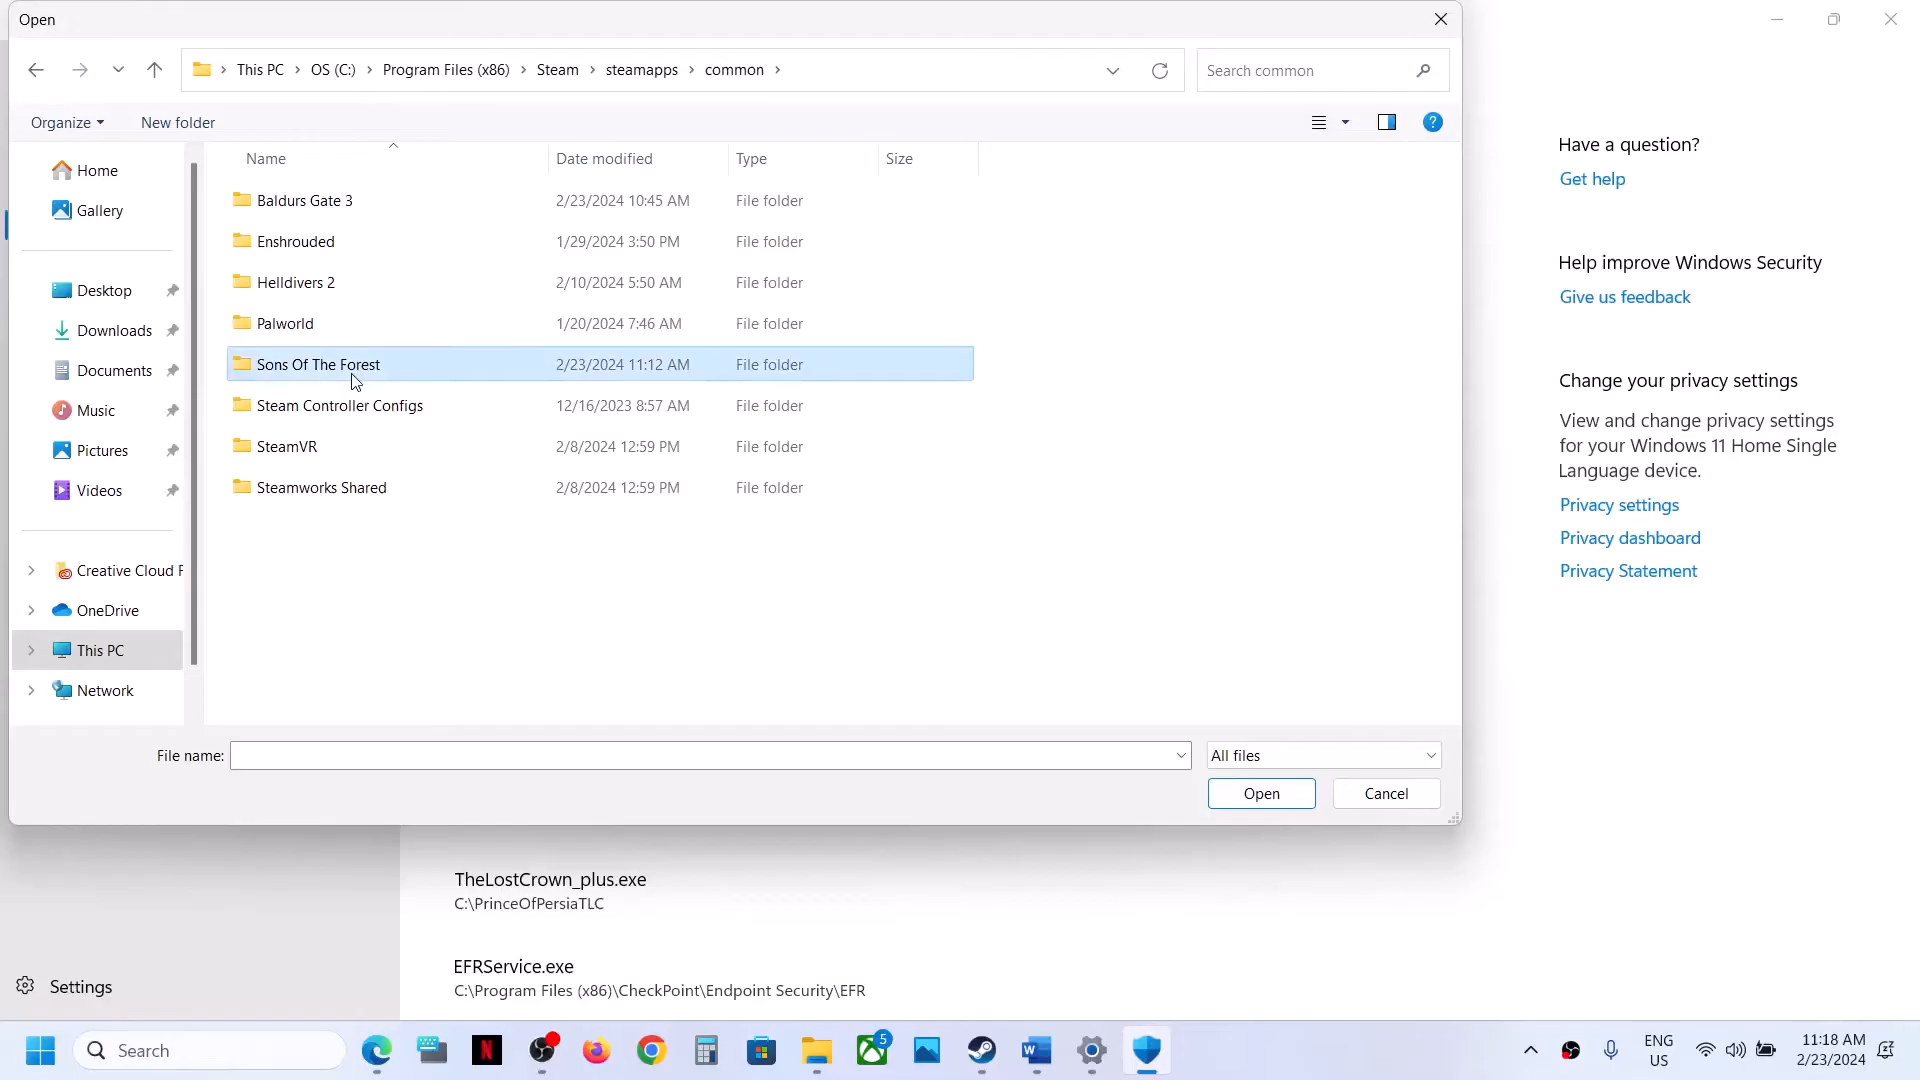 Open
This PC > OS (C:) > Program Files (x86) > Steam > steamapps > common >
Search common
Organize
New folder
Name
Date modified
Type
Size
Baldurs Gate 3 2/23/2024 10:45 AM File folder
Enshrouded 1/29/2024 3:50 PM File folder
Helldivers 2 2/10/2024 5:50 AM File folder
Palworld 1/20/2024 7:46 AM File folder
Sons Of The Forest 2/23/2024 11:12 AM File folder
Steam Controller Configs 12/16/2023 8:57 AM File folder
SteamVR 2/8/2024 12:59 PM File folder
Steamworks Shared 2/8/2024 12:59 PM File folder
Home
Gallery
Desktop
Downloads
Documents
Music
Pictures
Videos
Creative Cloud F
OneDrive
This PC
Network
File name:
All files
Open
Cancel
Have a question?
Get help
Help improve Windows Security
Give us feedback
Change your privacy settings
View and change privacy settings
for your Windows 11 Home Single
Language device.
Privacy settings
Privacy dashboard
Privacy Statement
TheLostCrown_plus.exe
C:\PrinceOfPersiaTLC
EFRService.exe
C:\Program Files (x86)\CheckPoint\Endpoint Security\EFR
Settings
Search
5
ENG
US
11:18 AM
2/23/2024